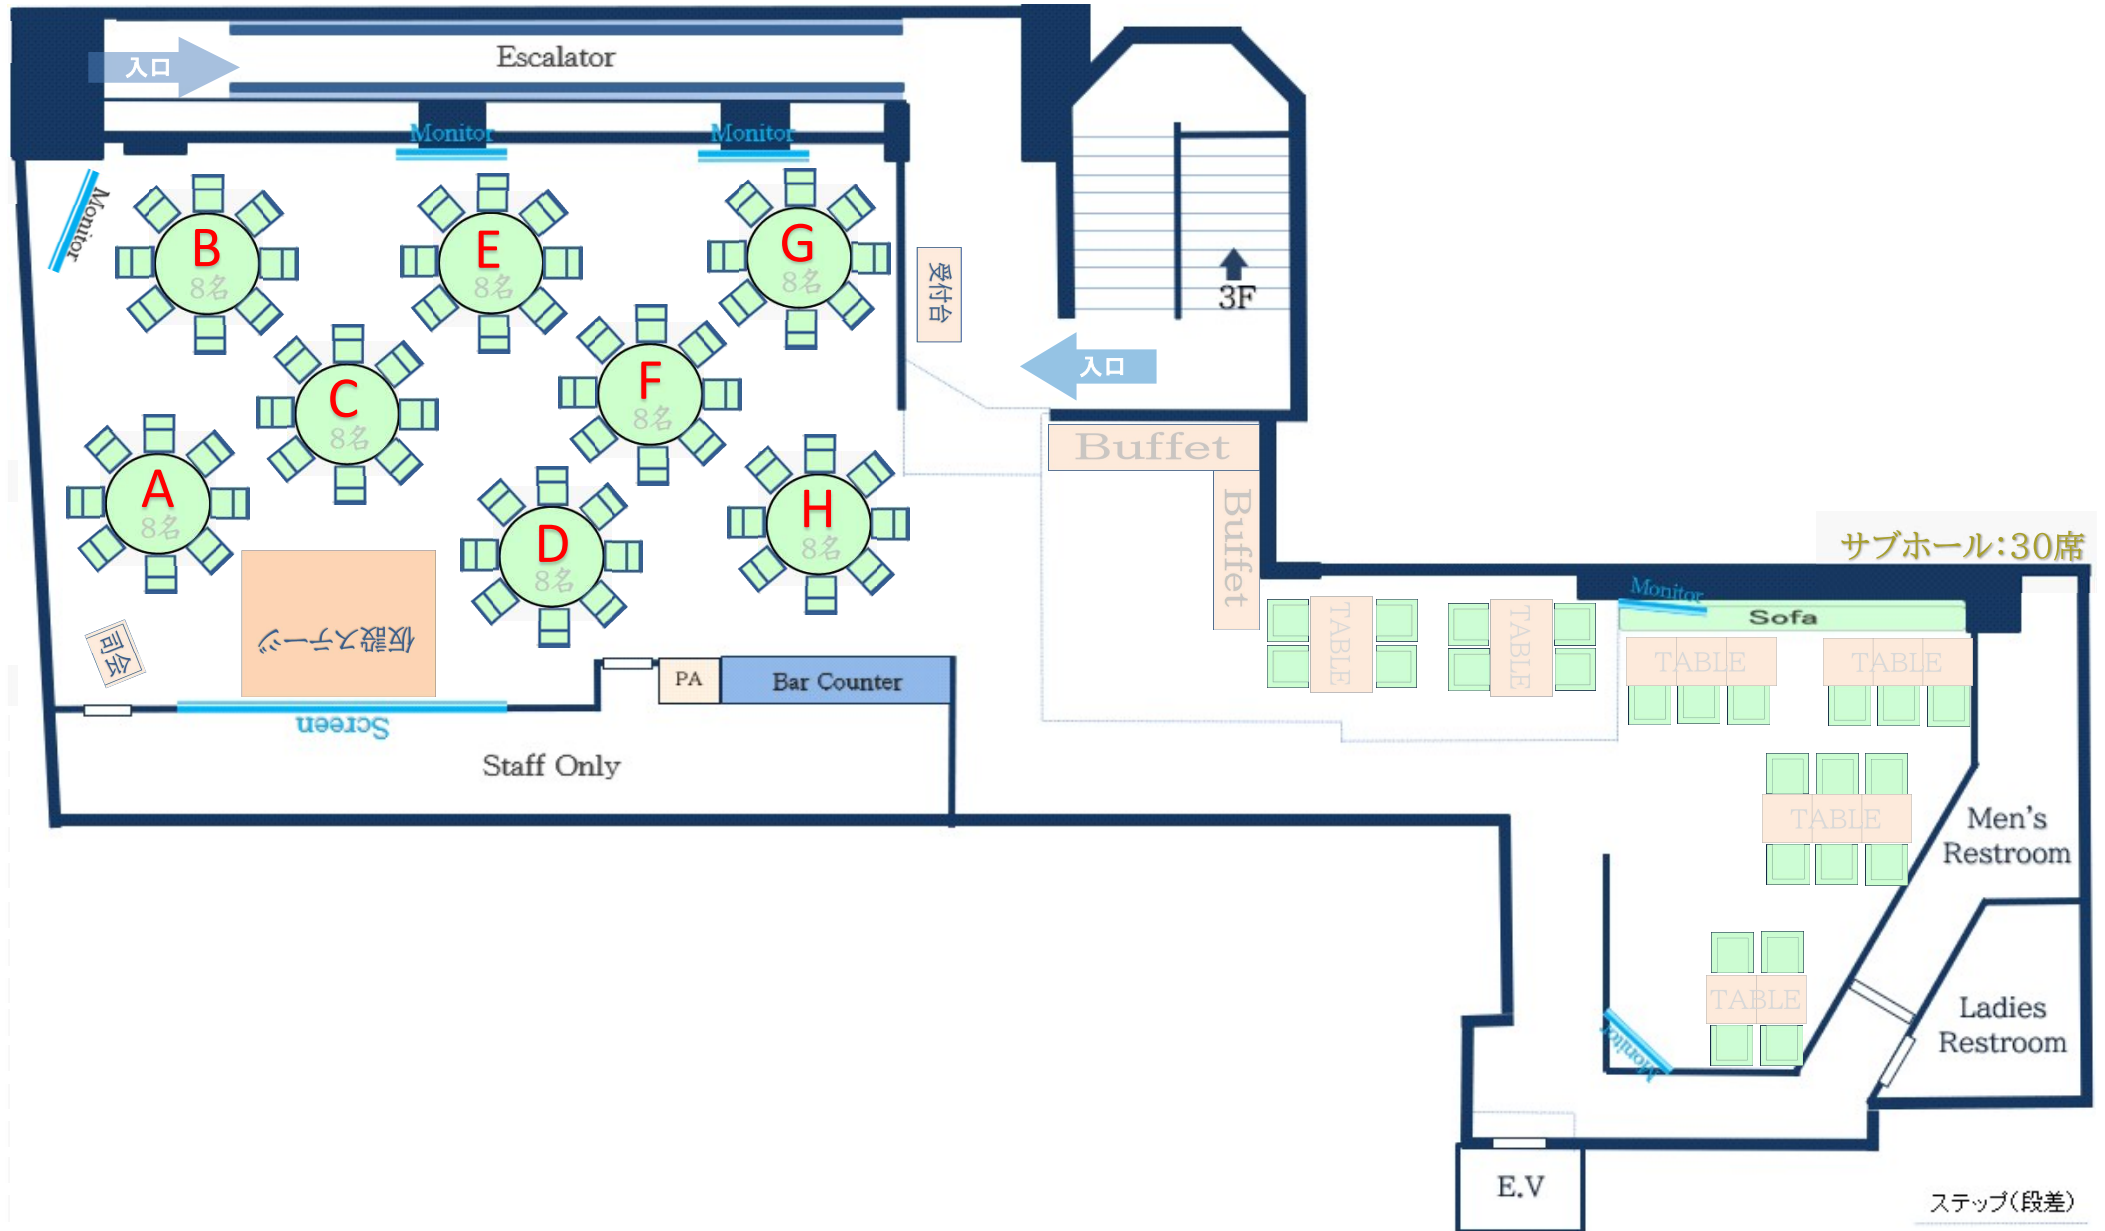 入口
Escalator
Monitor
Monitor
Monitor
B
8名
E
8名
G
8名
受付台
3F
入口
C
8名
F
8名
A
8名
D
8名
H
8名
Buffet
Buffet
サブホール:30席
司会
仮設ステージ
Screen
PA
Bar Counter
Staff Only
TABLE
TABLE
Monitor
Sofa
TABLE
TABLE
TABLE
Men's
Restroom
TABLE
Monitor
Ladies
Restroom
E.V
ステップ(段差)